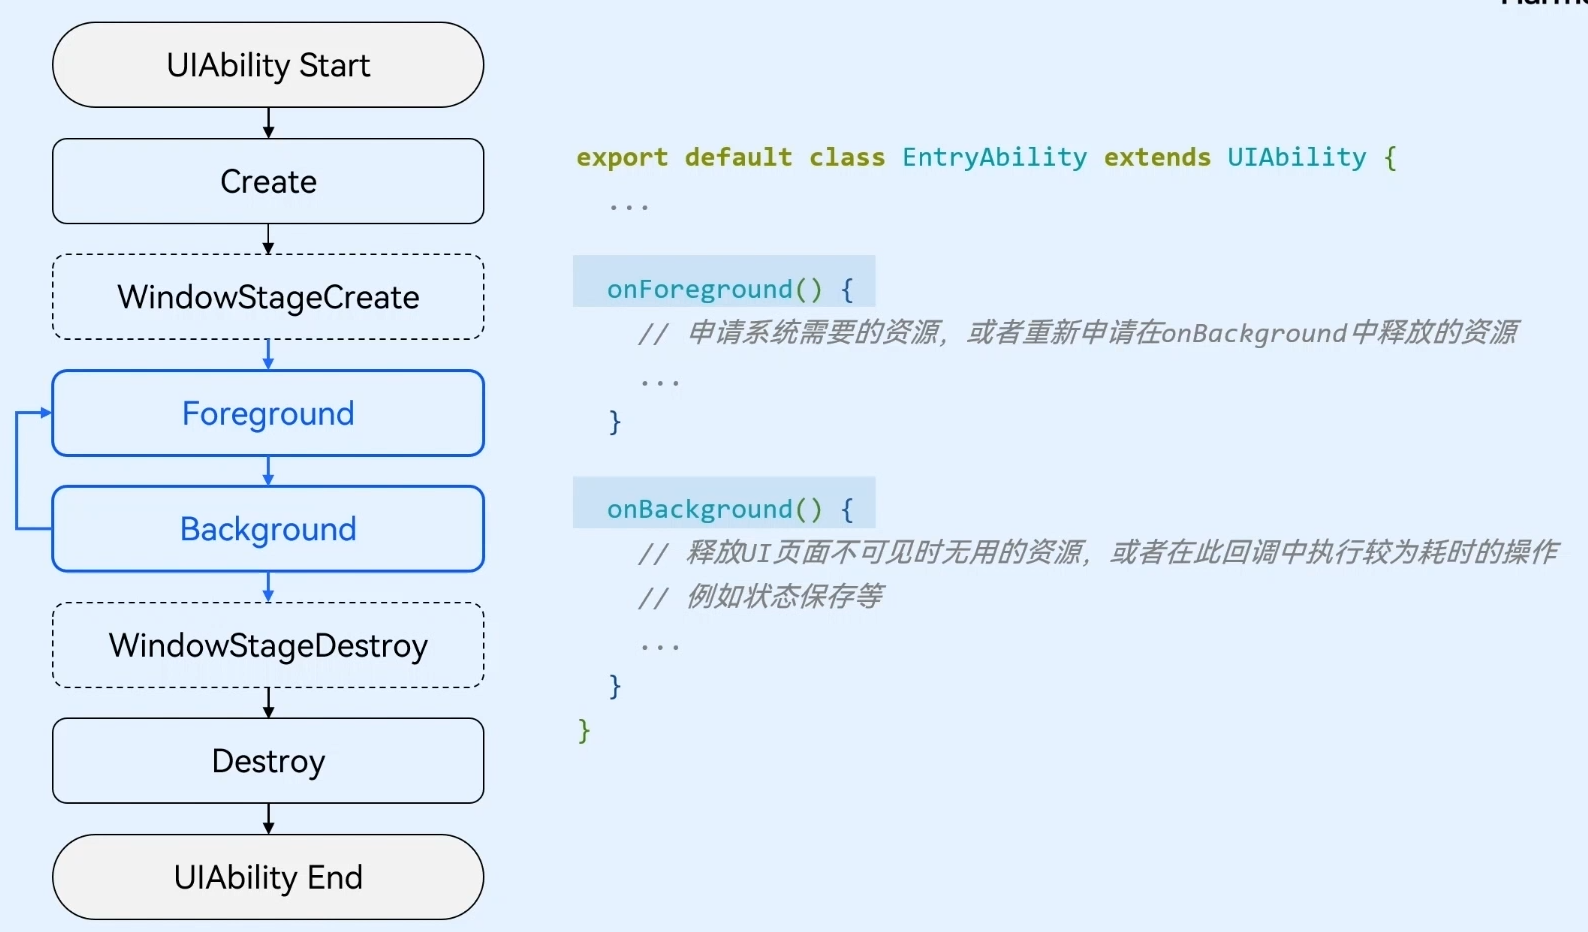 UIAbility Start
Create
WindowStageCreate
Foreground
Background
WindowStageDestroy
Destroy
UIAbility End
export default class EntryAbility extends UIAbility {
...
onForeground() {
// 申请系统需要的资源，或者重新申请在onBackground中释放的资源
...
}
onBackground() {
// 释放UI页面不可见时无用的资源，或者在此回调中执行较为耗时的操作
// 例如状态保存等
...
}
}